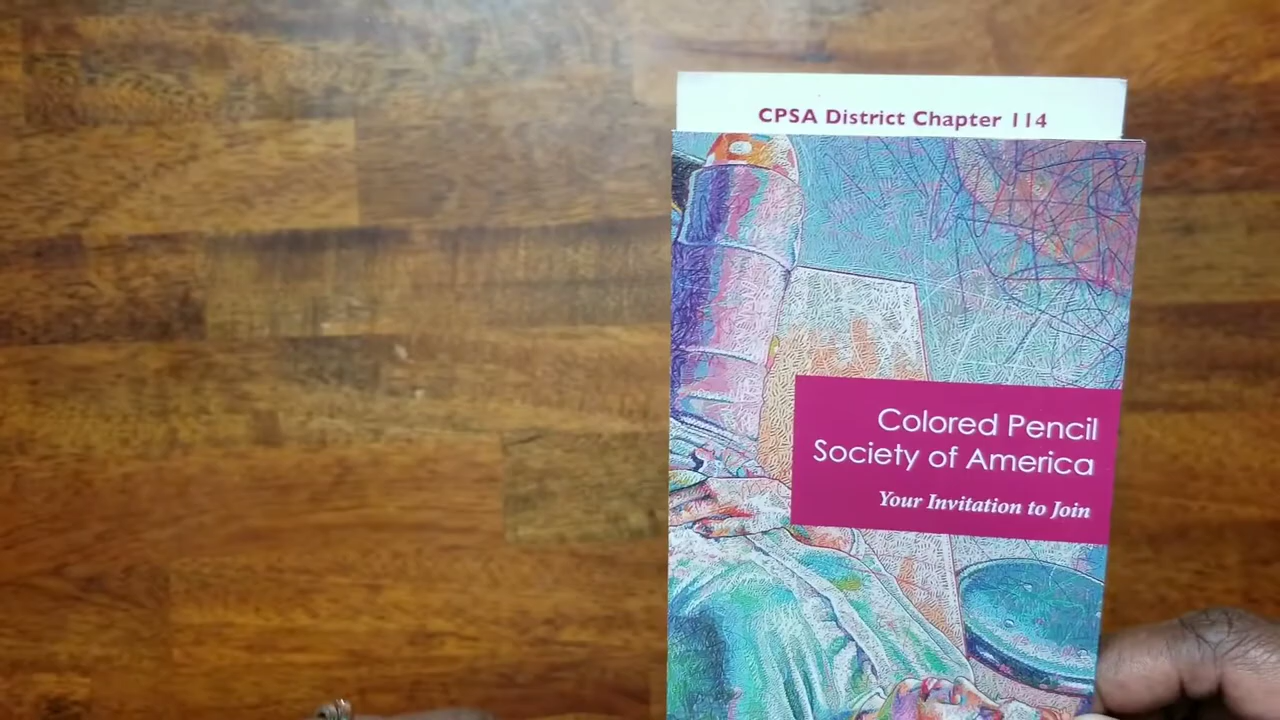 CPSA District Chapter 114
Colored Pencil
Society of America
Your Invitation to Join